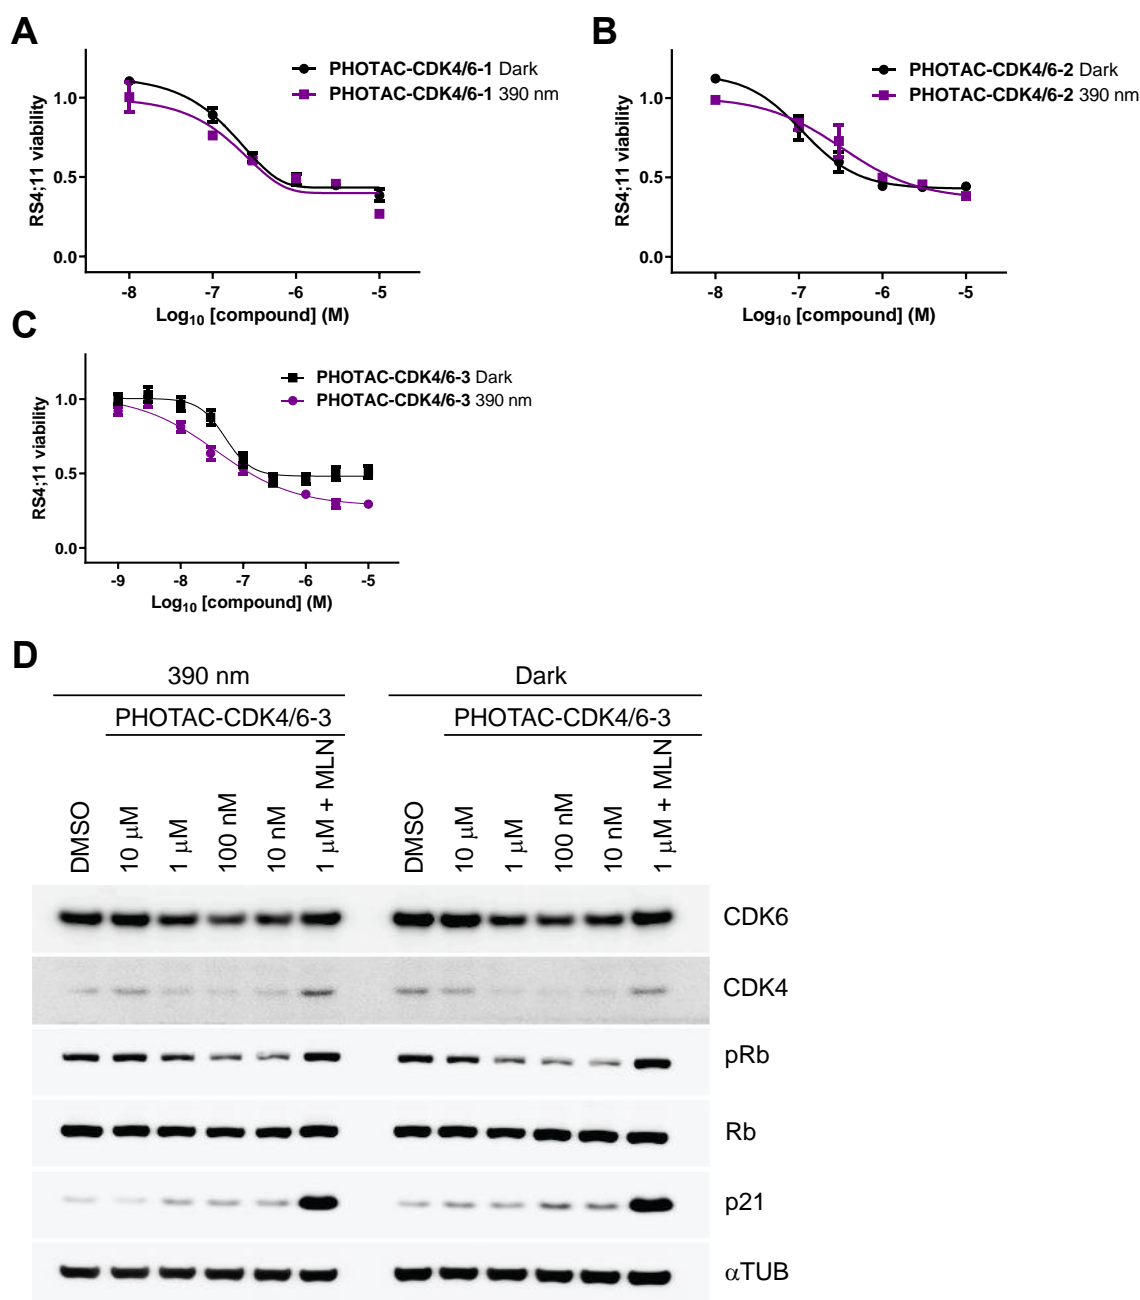 A
PHOTAC-CDK4/6-1 Dark
PHOTAC-CDK4/6-1 390 nm
RS4;11 viability
1.0
0.5
0.0
-8 -7 -6 -5
Log10 [compound] (M)
B
PHOTAC-CDK4/6-2 Dark
PHOTAC-CDK4/6-2 390 nm
RS4;11 viability
1.0
0.5
0.0
-8 -7 -6 -5
Log10 [compound] (M)
C
PHOTAC-CDK4/6-3 Dark
PHOTAC-CDK4/6-3 390 nm
RS4;11 viability
1.0
0.5
0.0
-9 -8 -7 -6 -5
Log10 [compound] (M)
D
390 nm Dark
PHOTAC-CDK4/6-3 PHOTAC-CDK4/6-3
DMSO 10 μM 1 μM 100 nM 10 nM 1 μM + MLN DMSO 10 μM 1 μM 100 nM 10 nM 1 μM + MLN
CDK6
CDK4
pRb
Rb
p21
αTUB